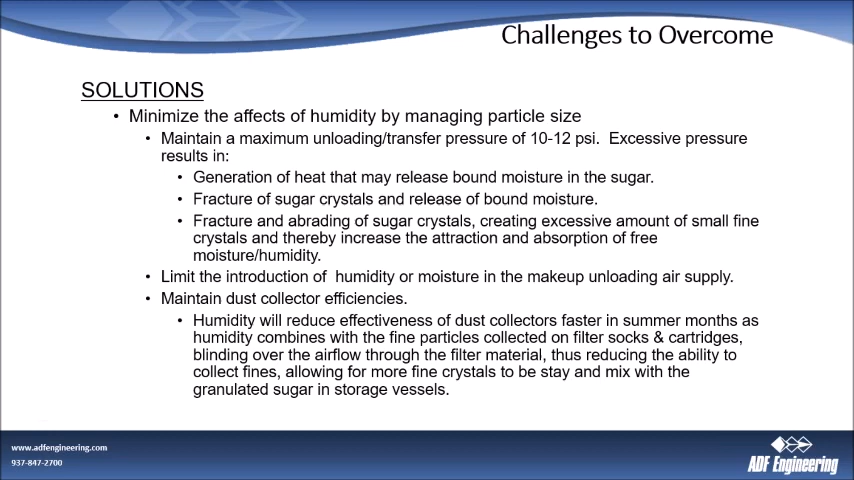 Challenges to Overcome
SOLUTIONS
• Minimize the affects of humidity by managing particle size
• Maintain a maximum unloading/transfer pressure of 10-12 psi.  Excessive pressure
results in:
• Generation of heat that may release bound moisture in the sugar.
• Fracture of sugar crystals and release of bound moisture.
• Fracture and abrading of sugar crystals, creating excessive amount of small fine
crystals and thereby increase the attraction and absorption of free
moisture/humidity.
• Limit the introduction of  humidity or moisture in the makeup unloading air supply.
• Maintain dust collector efficiencies.
• Humidity will reduce effectiveness of dust collectors faster in summer months as
humidity combines with the fine particles collected on filter socks & cartridges,
blinding over the airflow through the filter material, thus reducing the ability to
collect fines, allowing for more fine crystals to be stay and mix with the
granulated sugar in storage vessels.
www.adfengineering.com
937-847-2700
ADF Engineering